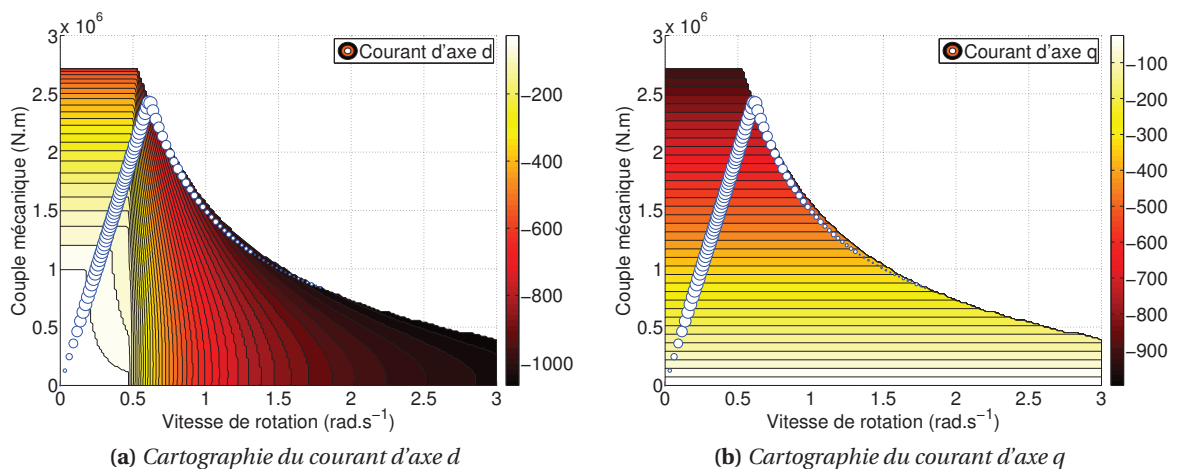 x 10⁶
3
2.5
2
1.5
1
0.5
0
Couple mécanique (N.m)
0 0.5 1 1.5 2 2.5 3
Vitesse de rotation (rad.s⁻¹)
Courant d'axe d
−200
−400
−600
−800
−1000
(a) Cartographie du courant d'axe d
x 10⁶
3
2.5
2
1.5
1
0.5
0
Couple mécanique (N.m)
0 0.5 1 1.5 2 2.5 3
Vitesse de rotation (rad.s⁻¹)
Courant d'axe q
−100
−200
−300
−400
−500
−600
−700
−800
−900
(b) Cartographie du courant d'axe q